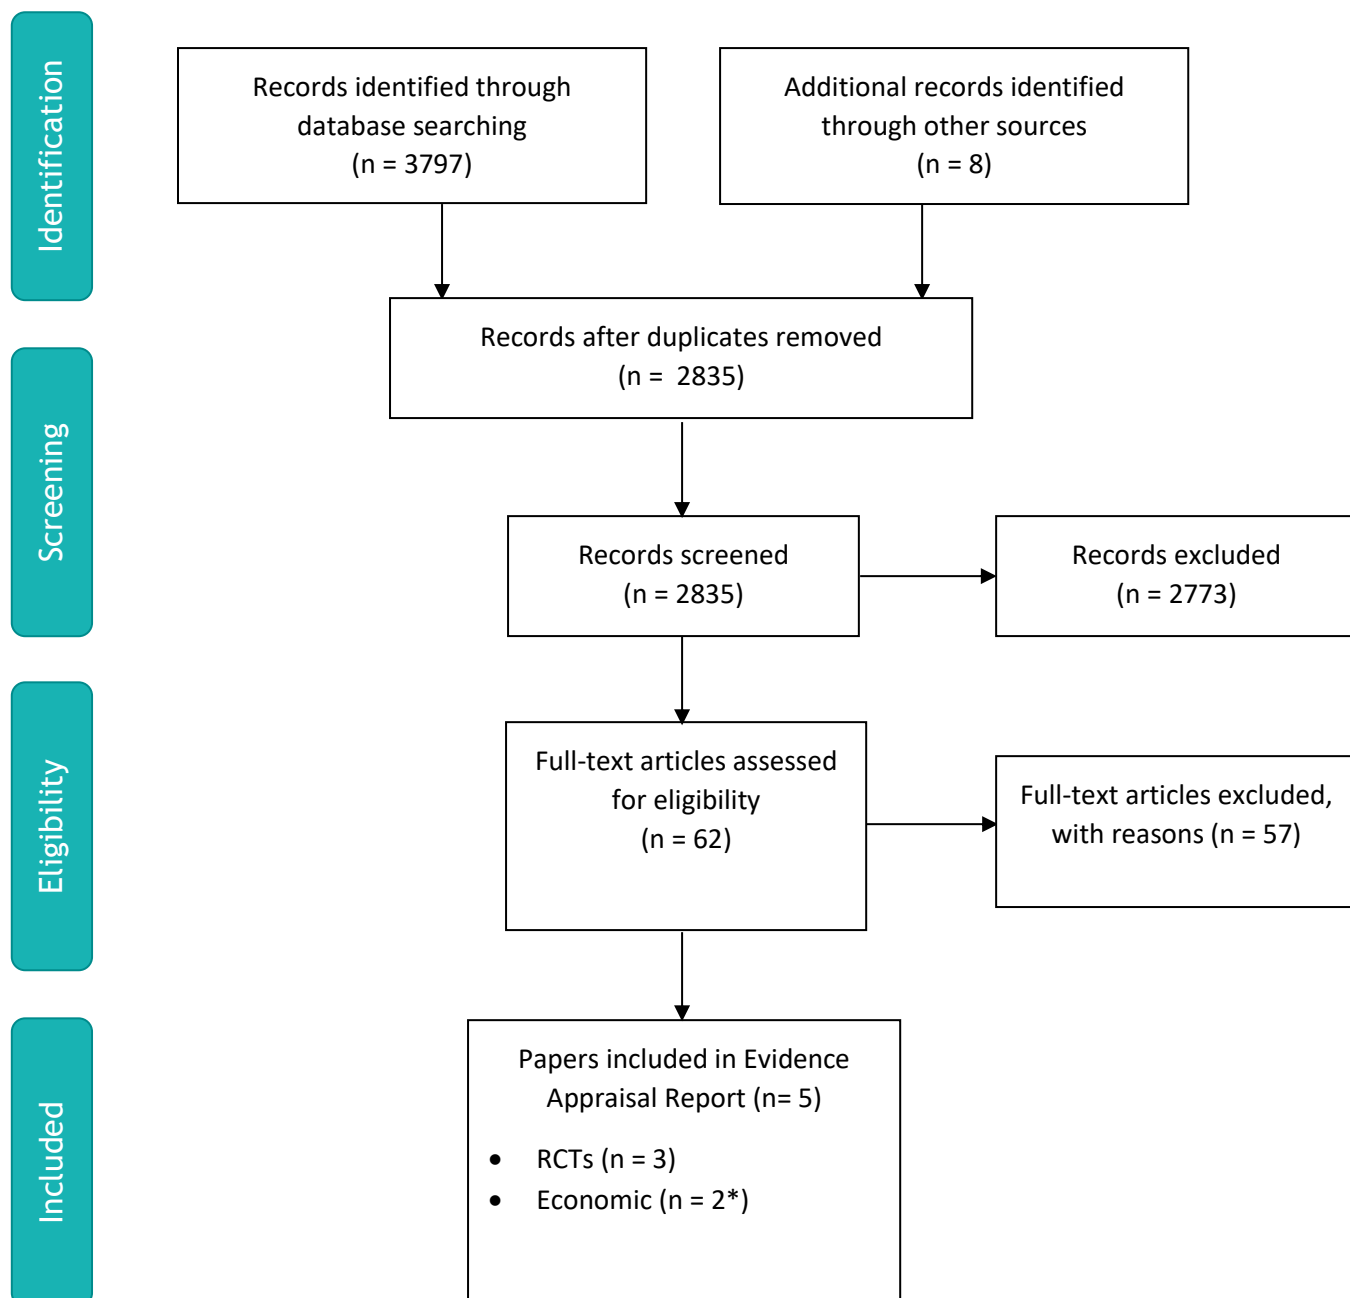 Identification
Records identified through
database searching
(n = 3797)
Additional records identified
through other sources
(n = 8)
Records after duplicates removed
(n =  2835)
Screening
Records screened
(n = 2835)
Records excluded
(n = 2773)
Eligibility
Full-text articles assessed
for eligibility
(n = 62)
Full-text articles excluded,
with reasons (n = 57)
Included
Papers included in Evidence
Appraisal Report (n= 5)
• RCTs (n = 3)
• Economic (n = 2*)